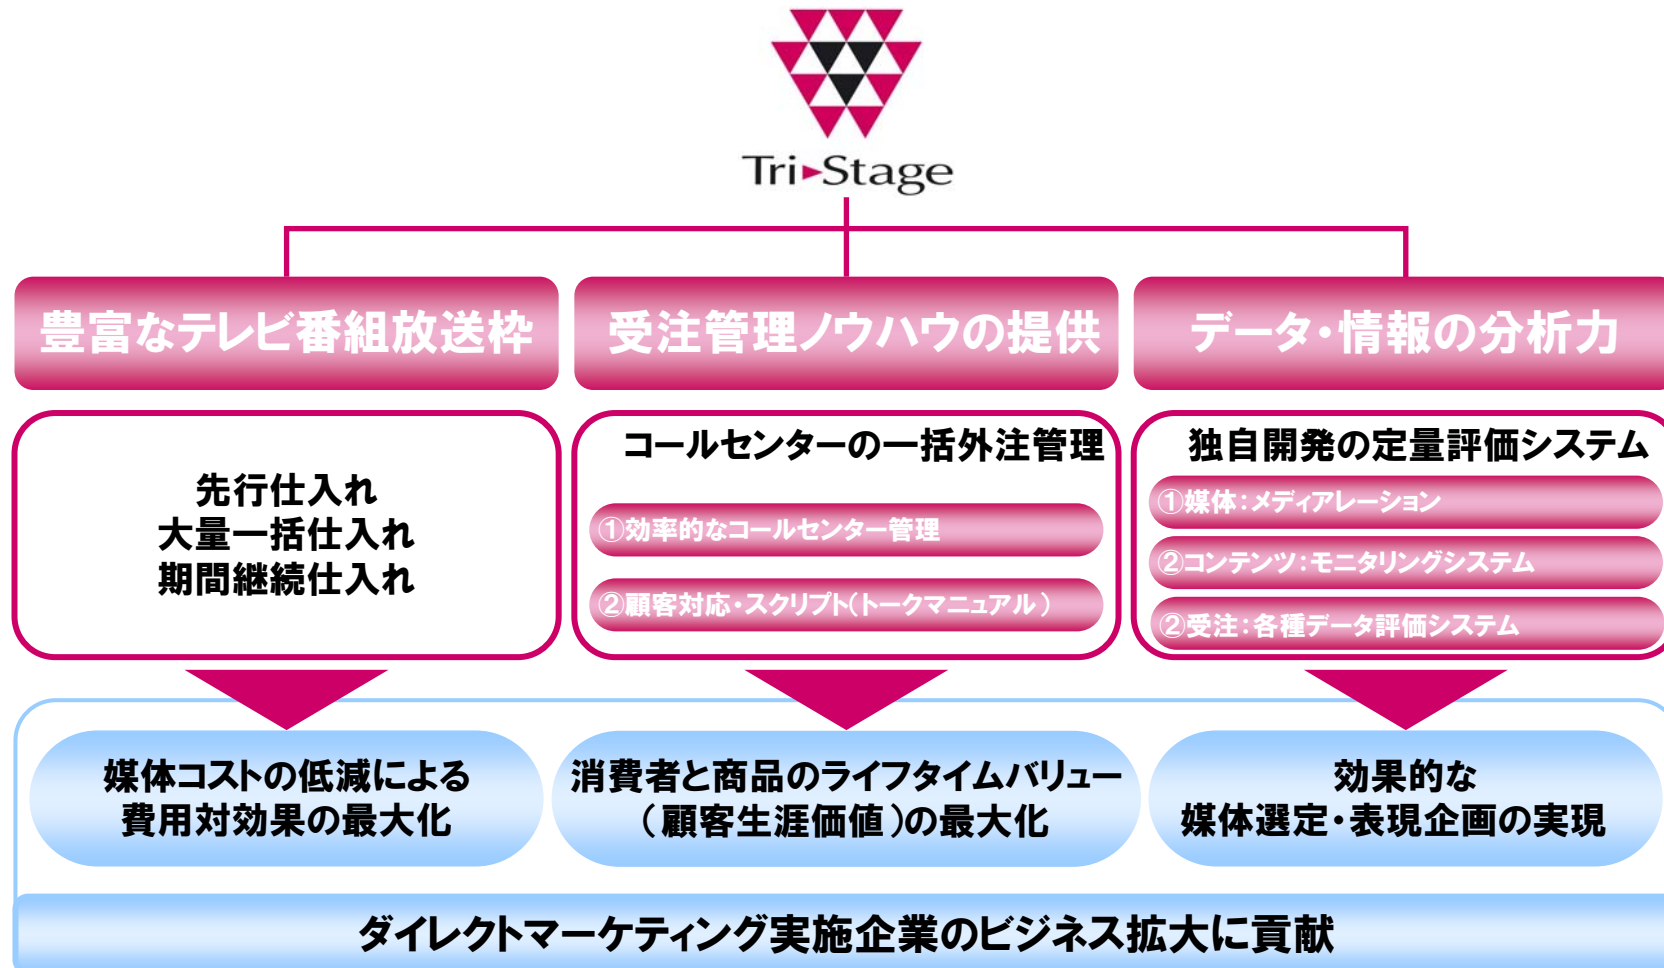 Tri►Stage
豊富なテレビ番組放送枠
受注管理ノウハウの提供
データ・情報の分析力
先行仕入れ
大量一括仕入れ
期間継続仕入れ
コールセンターの一括外注管理
①効率的なコールセンター管理
②顧客対応・スクリプト(トークマニュアル)
独自開発の定量評価システム
①媒体:メディアレーション
②コンテンツ:モニタリングシステム
②受注:各種データ評価システム
媒体コストの低減による
費用対効果の最大化
消費者と商品のライフタイムバリュー
(顧客生涯価値)の最大化
効果的な
媒体選定・表現企画の実現
ダイレクトマーケティング実施企業のビジネス拡大に貢献